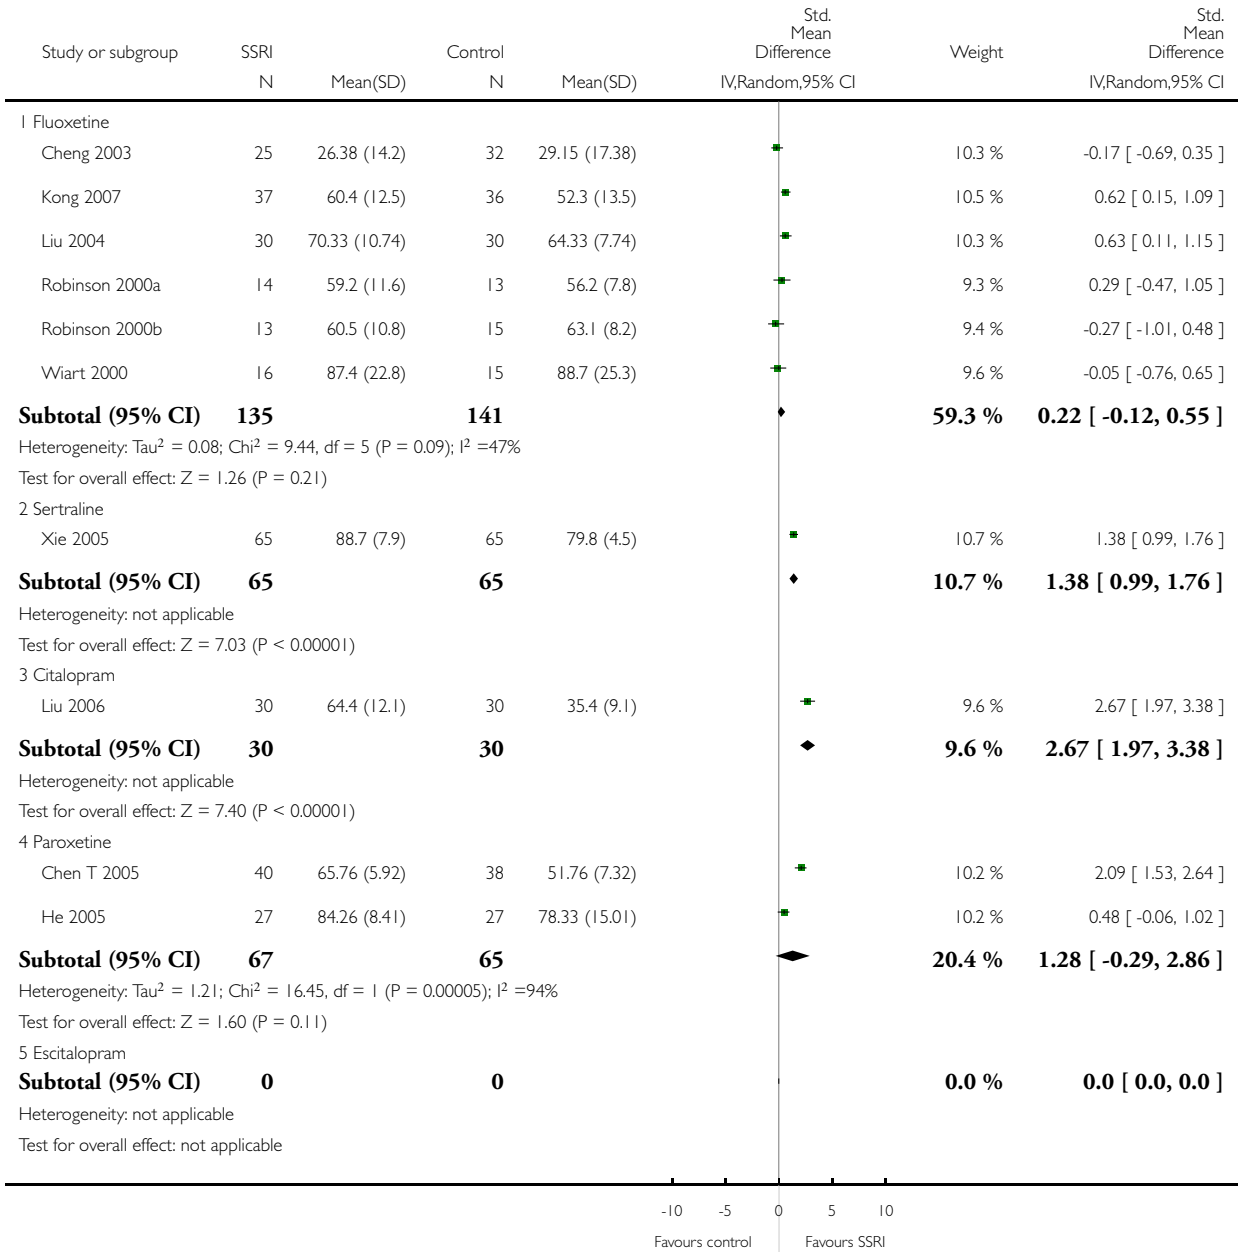 Std.
Mean
Difference
Std.
Mean
Difference
Study or subgroup SSRI Control Weight
N Mean(SD) N Mean(SD) IV,Random,95% CI IV,Random,95% CI
1 Fluoxetine
Cheng 2003 25 26.38 (14.2) 32 29.15 (17.38) 10.3 % -0.17 [ -0.69, 0.35 ]
Kong 2007 37 60.4 (12.5) 36 52.3 (13.5) 10.5 % 0.62 [ 0.15, 1.09 ]
Liu 2004 30 70.33 (10.74) 30 64.33 (7.74) 10.3 % 0.63 [ 0.11, 1.15 ]
Robinson 2000a 14 59.2 (11.6) 13 56.2 (7.8) 9.3 % 0.29 [ -0.47, 1.05 ]
Robinson 2000b 13 60.5 (10.8) 15 63.1 (8.2) 9.4 % -0.27 [ -1.01, 0.48 ]
Wiart 2000 16 87.4 (22.8) 15 88.7 (25.3) 9.6 % -0.05 [ -0.76, 0.65 ]
Subtotal (95% CI) 135 141 59.3 % 0.22 [ -0.12, 0.55 ]
Heterogeneity: Tau² = 0.08; Chi² = 9.44, df = 5 (P = 0.09); I² =47%
Test for overall effect: Z = 1.26 (P = 0.21)
2 Sertraline
Xie 2005 65 88.7 (7.9) 65 79.8 (4.5) 10.7 % 1.38 [ 0.99, 1.76 ]
Subtotal (95% CI) 65 65 10.7 % 1.38 [ 0.99, 1.76 ]
Heterogeneity: not applicable
Test for overall effect: Z = 7.03 (P < 0.00001)
3 Citalopram
Liu 2006 30 64.4 (12.1) 30 35.4 (9.1) 9.6 % 2.67 [ 1.97, 3.38 ]
Subtotal (95% CI) 30 30 9.6 % 2.67 [ 1.97, 3.38 ]
Heterogeneity: not applicable
Test for overall effect: Z = 7.40 (P < 0.00001)
4 Paroxetine
Chen T 2005 40 65.76 (5.92) 38 51.76 (7.32) 10.2 % 2.09 [ 1.53, 2.64 ]
He 2005 27 84.26 (8.41) 27 78.33 (15.01) 10.2 % 0.48 [ -0.06, 1.02 ]
Subtotal (95% CI) 67 65 20.4 % 1.28 [ -0.29, 2.86 ]
Heterogeneity: Tau² = 1.21; Chi² = 16.45, df = 1 (P = 0.00005); I² =94%
Test for overall effect: Z = 1.60 (P = 0.11)
5 Escitalopram
Subtotal (95% CI) 0 0 0.0 % 0.0 [ 0.0, 0.0 ]
Heterogeneity: not applicable
Test for overall effect: not applicable
-10 -5 0 5 10
Favours control Favours SSRI